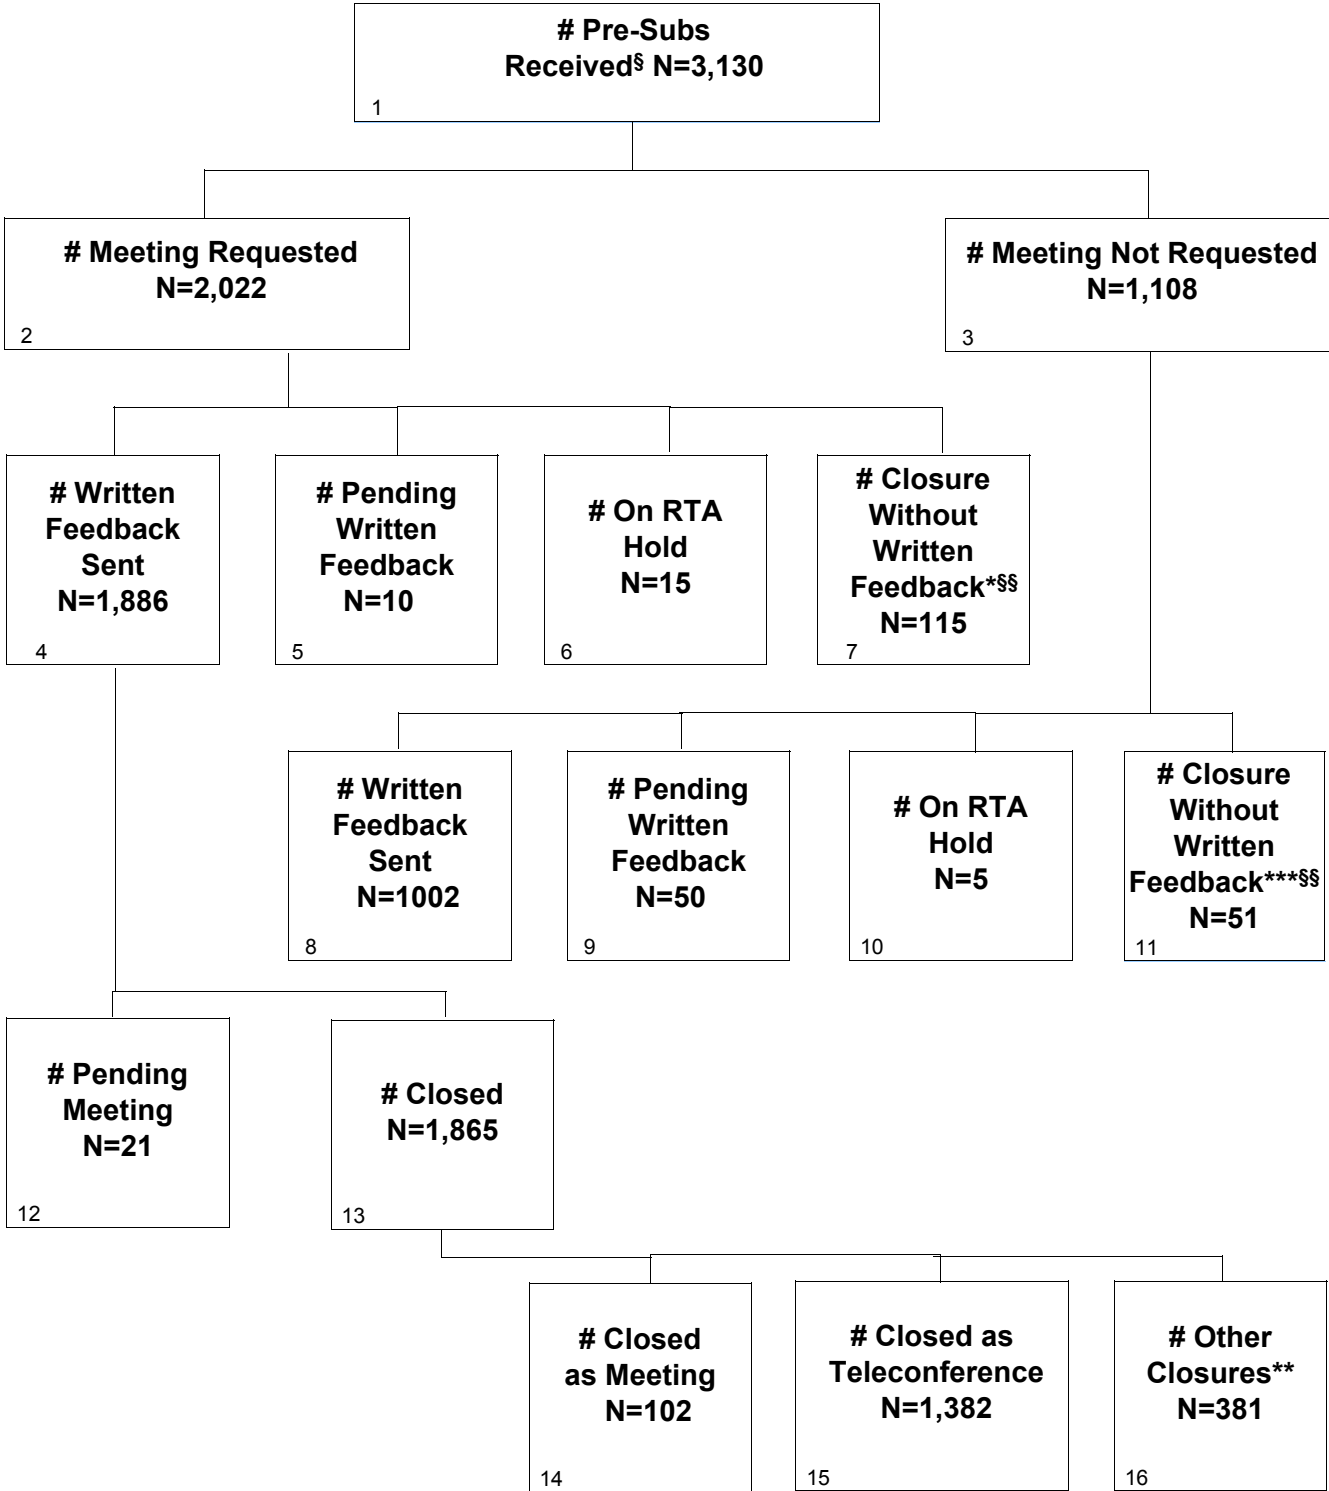 # Pre-Subs
Received§ N=3,130
1
# Meeting Requested
N=2,022
2
# Meeting Not Requested
N=1,108
3
# Written
Feedback
Sent
N=1,886
4
# Pending
Written
Feedback
N=10
5
# On RTA
Hold
N=15
6
# Closure
Without
Written
Feedback*§§
N=115
7
# Written
Feedback
Sent
N=1002
8
# Pending
Written
Feedback
N=50
9
# On RTA
Hold
N=5
10
# Closure
Without
Written
Feedback***§§
N=51
11
# Pending
Meeting
N=21
12
# Closed
N=1,865
13
# Closed
as Meeting
N=102
14
# Closed as
Teleconference
N=1,382
15
# Other
Closures**
N=381
16